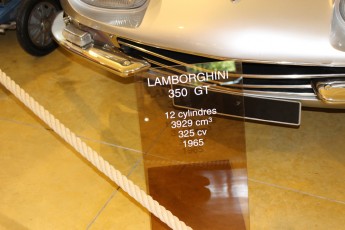 LAMBORGHINI
350 GT
12 cylindres
3929 cm³
325 cv
1965